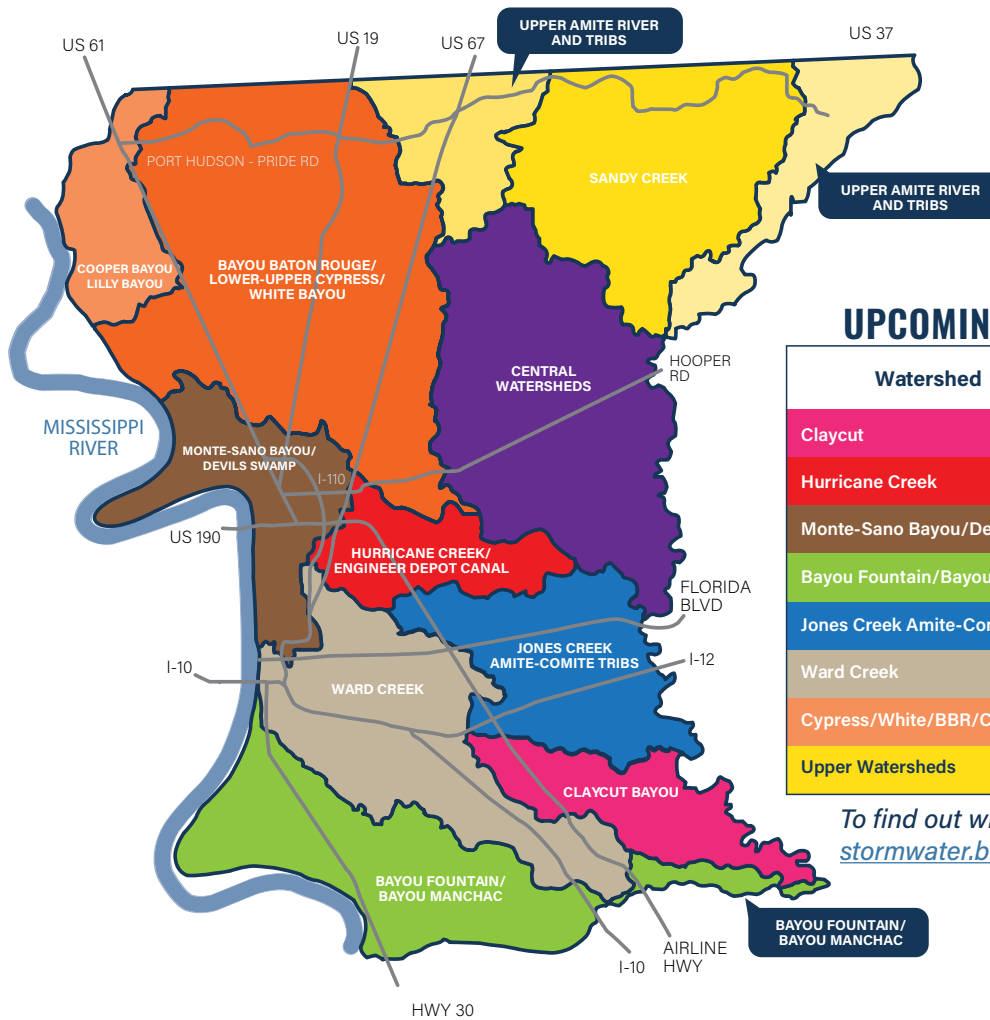 UPPER AMITE RIVER
AND TRIBS
US 61
US 19
US 67
US 37
PORT HUDSON - PRIDE RD
SANDY CREEK
UPPER AMITE RIVER
AND TRIBS
COOPER BAYOU
LILLY BAYOU
BAYOU BATON ROUGE/
LOWER-UPPER CYPRESS/
WHITE BAYOU
CENTRAL
WATERSHEDS
HOOPER
RD
MISSISSIPPI
RIVER
MONTE-SANO BAYOU/
DEVILS SWAMP
I-110
US 190
HURRICANE CREEK/
ENGINEER DEPOT CANAL
FLORIDA
BLVD
JONES CREEK
AMITE-COMITE TRIBS
I-12
I-10
WARD CREEK
CLAYCUT BAYOU
BAYOU FOUNTAIN/
BAYOU MANCHAC
BAYOU FOUNTAIN/
BAYOU MANCHAC
AIRLINE
HWY
I-10
HWY 30
UPCOMIN
Watershed
Claycut
Hurricane Creek
Monte-Sano Bayou/De
Bayou Fountain/Bayou
Jones Creek Amite-Co
Ward Creek
Cypress/White/BBR/C
Upper Watersheds
To find out w
stormwater.b